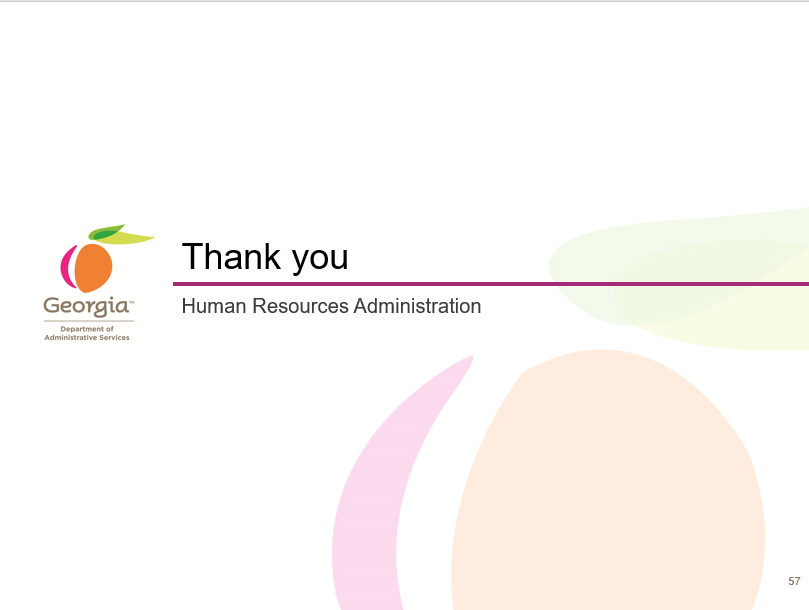 Thank you
Georgia™
Human Resources Administration
Department of
Administrative Services
57